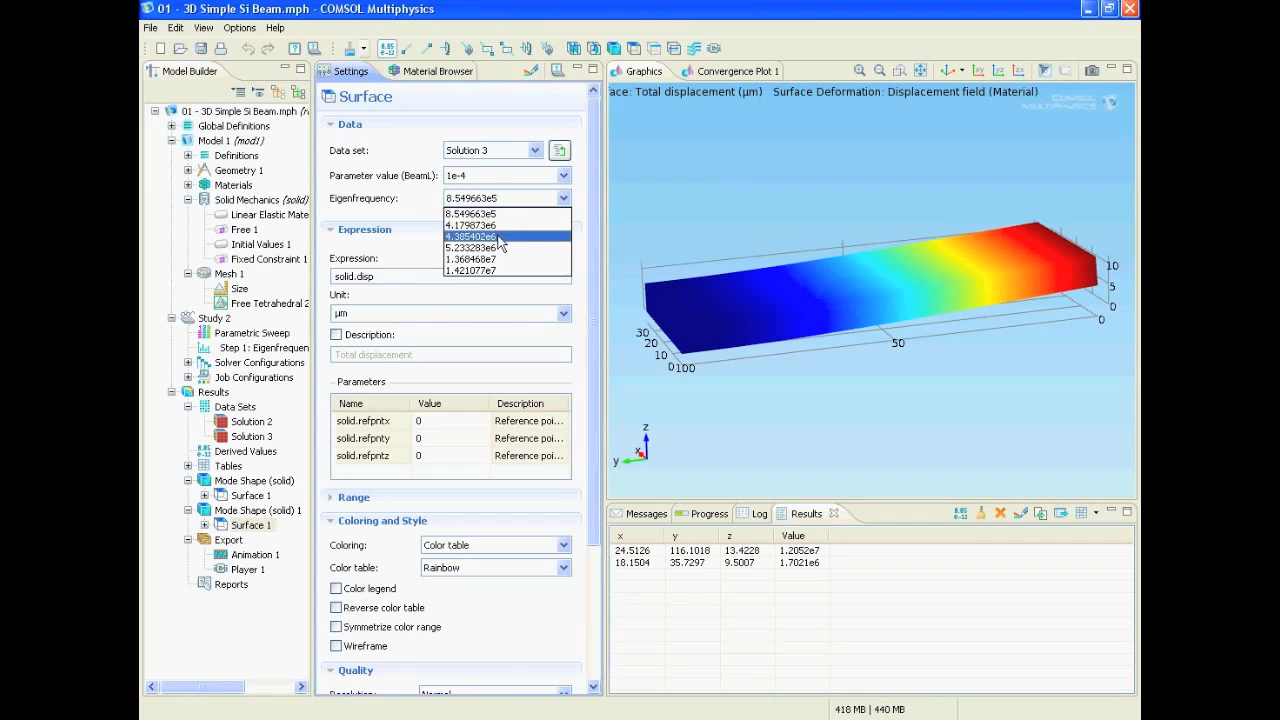 01 - 3D Simple Si Beam.mph - COMSOL Multiphysics
File Edit View Options Help
Model Builder
01 - 3D Simple Si Beam.mph
Global Definitions
Model 1 (mod1)
Definitions
Geometry 1
Materials
Solid Mechanics (solid)
Linear Elastic Mate
Free 1
Initial Values 1
Fixed Constraint 1
Mesh 1
Size
Free Tetrahedral 2
Study 2
Parametric Sweep
Step 1: Eigenfrequen
Solver Configurations
Job Configurations
Results
Data Sets
Solution 2
Solution 3
Derived Values
Tables
Mode Shape (solid)
Surface 1
Mode Shape (solid) 1
Surface 1
Export
Animation 1
Player 1
Reports
Settings Material Browser
Surface
Data
Data set: Solution 3
Parameter value (BeamL): 1e-4
Eigenfrequency: 8.549663e5
8.549663e5
4.179873e6
4.385402e6
5.233283e6
1.368468e7
1.421077e7
Expression
Expression:
solid.disp
Unit:
µm
Description:
Total displacement
Parameters
Name Value Description
solid.refpntx 0 Reference poi...
solid.refpnty 0 Reference poi...
solid.refpntz 0 Reference poi...
Range
Coloring and Style
Coloring: Color table
Color table: Rainbow
Color legend
Reverse color table
Symmetrize color range
Wireframe
Quality
Graphics Convergence Plot 1
ace: Total displacement (µm) Surface Deformation: Displacement field (Material)
COMSOL
MULTIPHYSICS
10
5
0
0
50
30
20
10
0 100
z
x
y
Messages Progress Log Results
x y z Value
24.5126 116.1018 13.4228 1.2052e7
18.1504 35.7297 9.5007 1.7021e6
418 MB | 440 MB